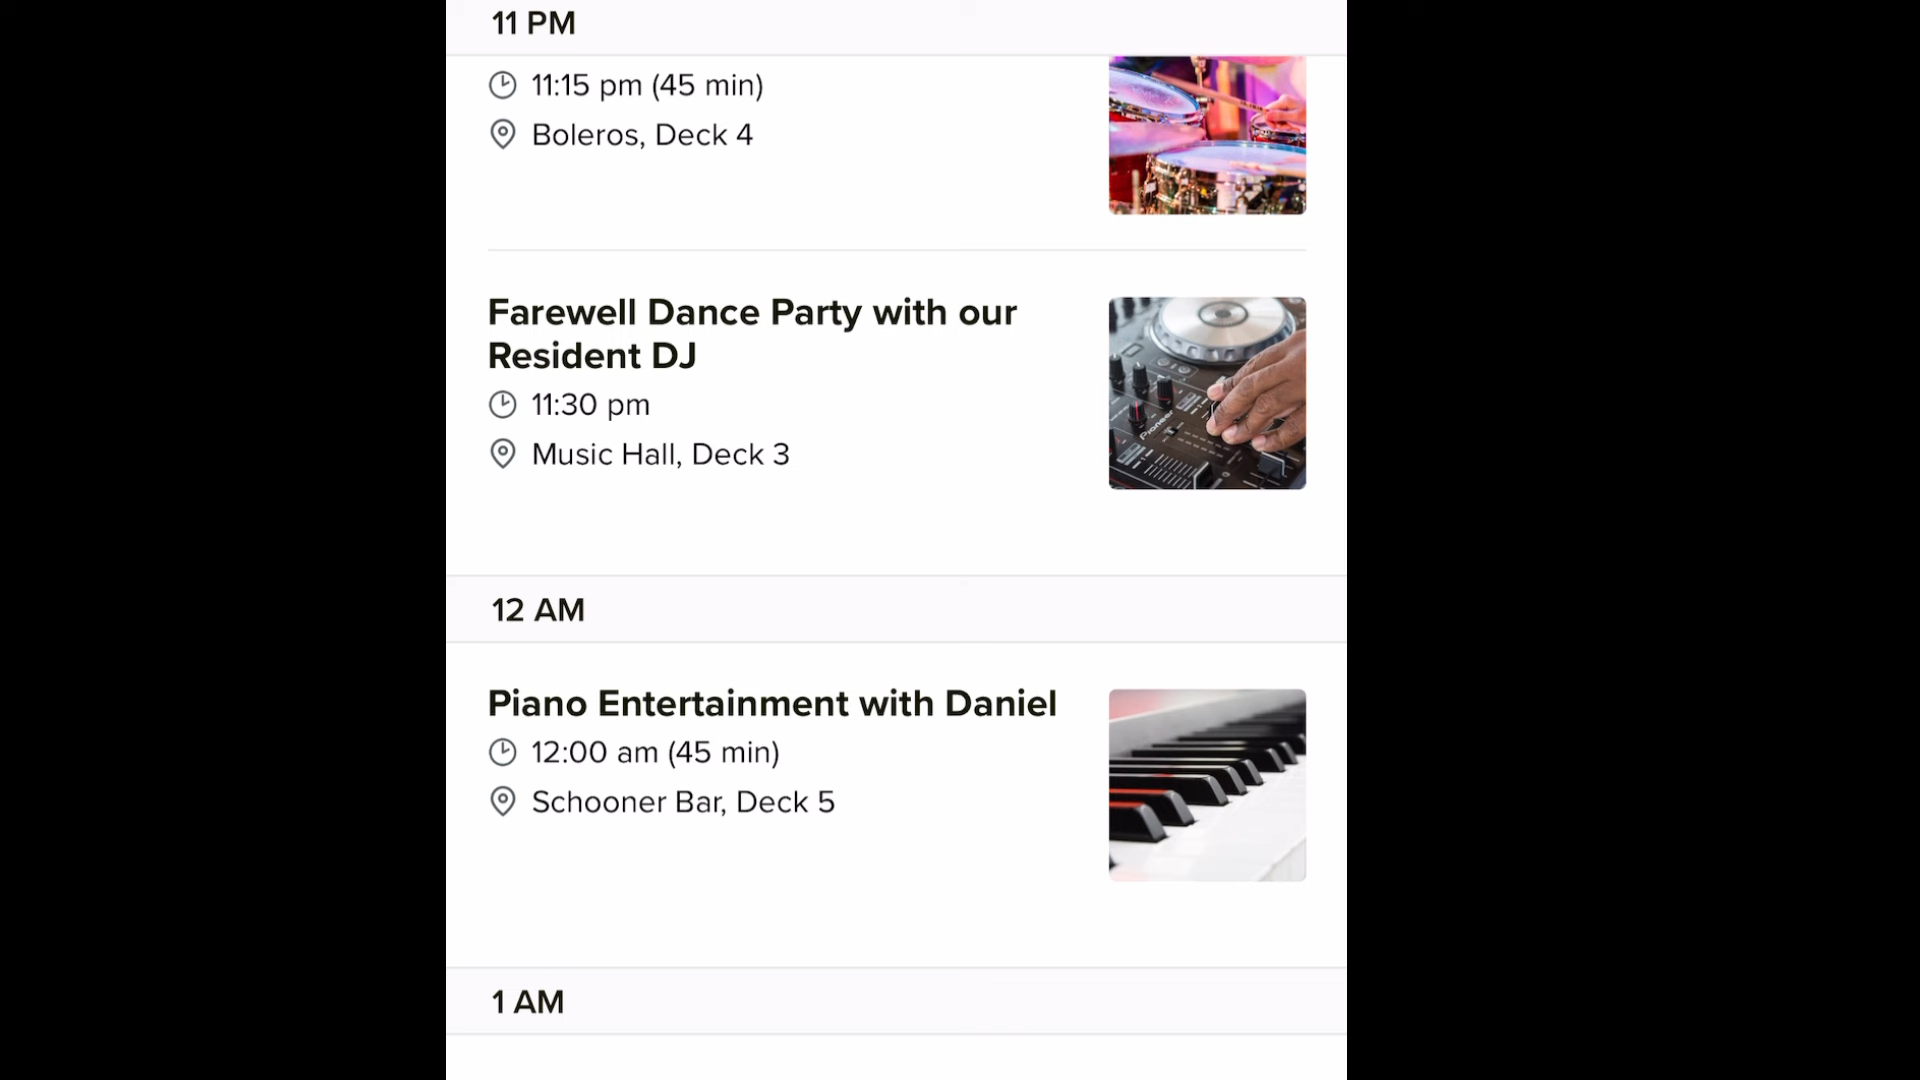 11 PM
11:15 pm (45 min)
Boleros, Deck 4
Farewell Dance Party with our
Resident DJ
11:30 pm
Music Hall, Deck 3
Pioneer
12 AM
Piano Entertainment with Daniel
12:00 am (45 min)
Schooner Bar, Deck 5
1 AM